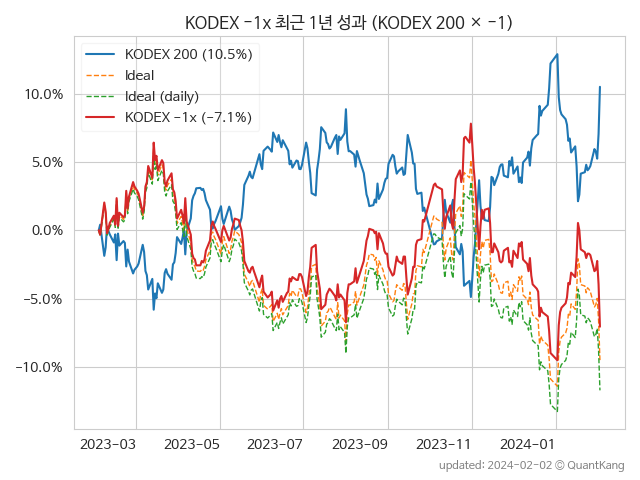 KODEX −1x 최근 1년 성과 (KODEX 200 × −1)
KODEX 200 (10.5%)
Ideal
Ideal (daily)
KODEX −1x (−7.1%)
10.0%
5.0%
0.0%
−5.0%
−10.0%
2023-03 2023-05 2023-07 2023-09 2023-11 2024-01
updated: 2024-02-02 © QuantKang